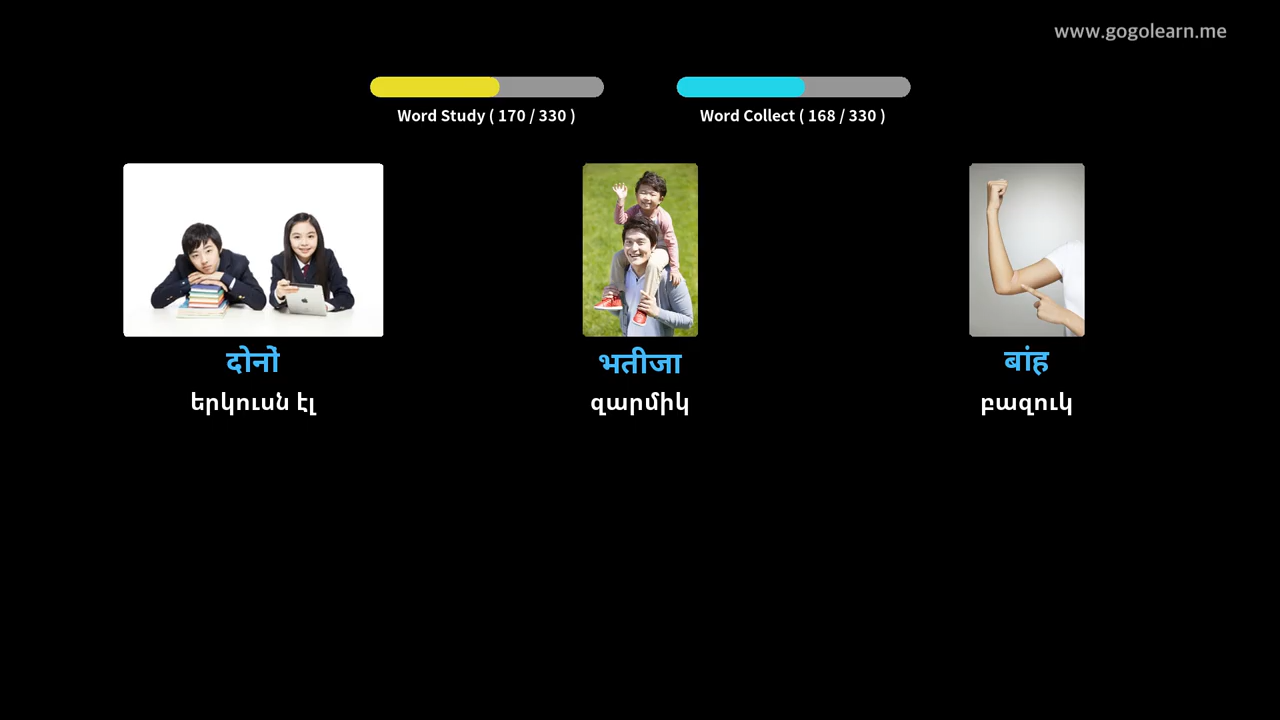 www.gogolearn.me
Word Study ( 170 / 330 )
Word Collect ( 168 / 330 )
दोनों
भतीजा
बांह
երկուսն էլ
զարմիկ
բազուկ